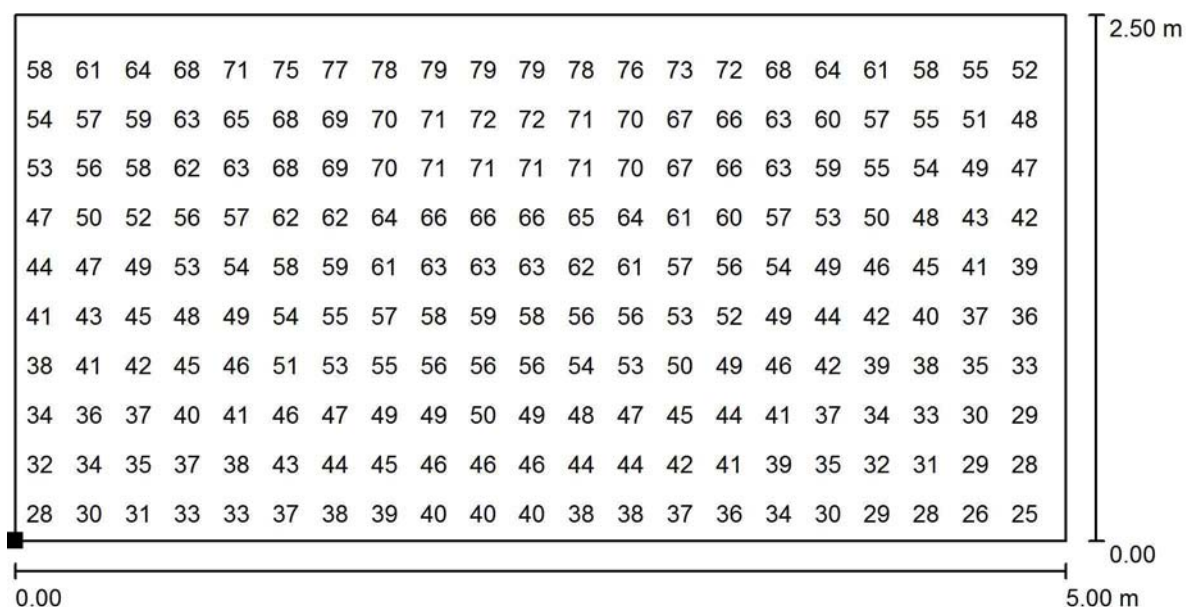 2.50 m
58 61 64 68 71 75 77 78 79 79 79 78 76 73 72 68 64 61 58 55 52
54 57 59 63 65 68 69 70 71 72 72 71 70 67 66 63 60 57 55 51 48
53 56 58 62 63 68 69 70 71 71 71 71 70 67 66 63 59 55 54 49 47
47 50 52 56 57 62 62 64 66 66 66 65 64 61 60 57 53 50 48 43 42
44 47 49 53 54 58 59 61 63 63 63 62 61 57 56 54 49 46 45 41 39
41 43 45 48 49 54 55 57 58 59 58 56 56 53 52 49 44 42 40 37 36
38 41 42 45 46 51 53 55 56 56 56 54 53 50 49 46 42 39 38 35 33
34 36 37 40 41 46 47 49 49 50 49 48 47 45 44 41 37 34 33 30 29
32 34 35 37 38 43 44 45 46 46 46 44 44 42 41 39 35 32 31 29 28
28 30 31 33 33 37 38 39 40 40 40 38 38 37 36 34 30 29 28 26 25
0.00
0.00 5.00 m